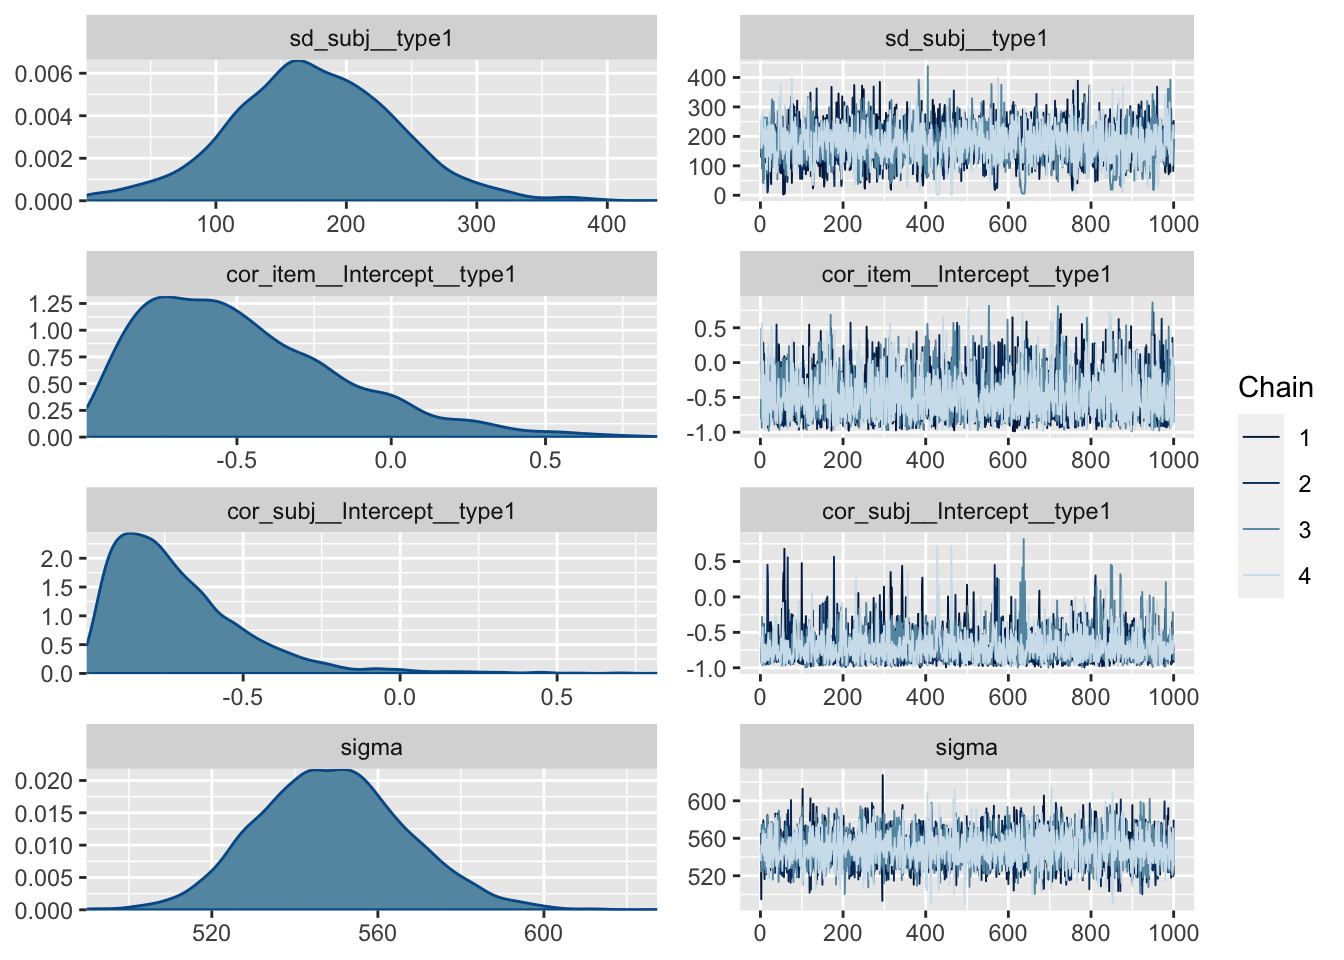 sd_subj__type1
0.006
0.004
0.002
0.000
100 200 300 400
sd_subj__type1
400
300
200
100
0
0 200 400 600 800 1000
cor_item__Intercept__type1
1.25
1.00
0.75
0.50
0.25
0.00
-0.5 0.0 0.5
cor_item__Intercept__type1
0.5
0.0
-0.5
-1.0
0 200 400 600 800 1000
cor_subj__Intercept__type1
2.0
1.5
1.0
0.5
0.0
-0.5 0.0 0.5
cor_subj__Intercept__type1
0.5
0.0
-0.5
-1.0
0 200 400 600 800 1000
sigma
0.020
0.015
0.010
0.005
0.000
520 560 600
sigma
600
560
520
0 200 400 600 800 1000
Chain
1
2
3
4